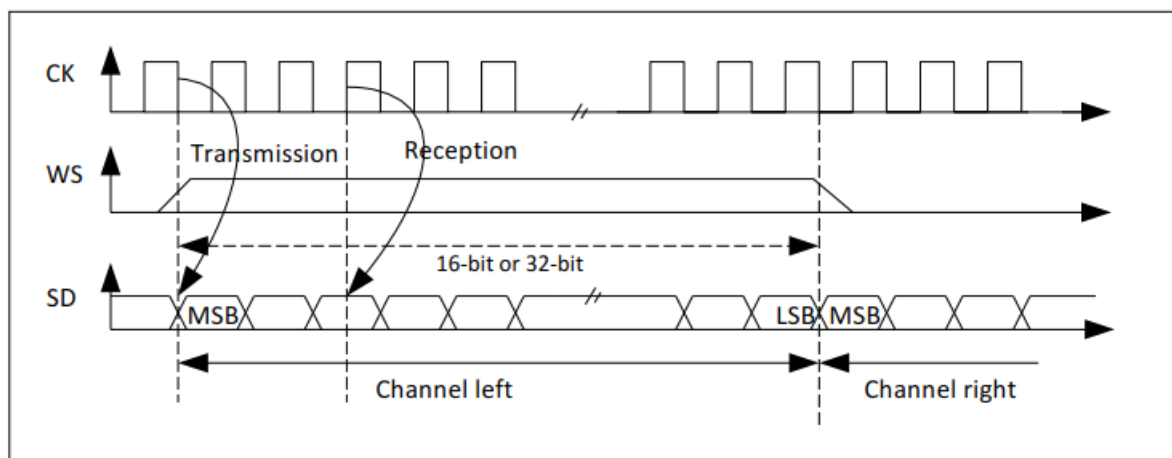 CK
Transmission
Reception
WS
16-bit or 32-bit
SD
MSB
LSB
MSB
Channel left
Channel right